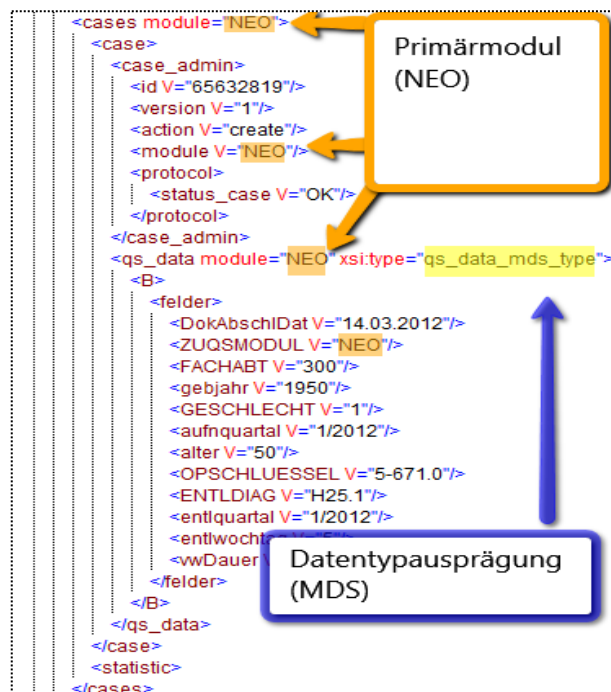 <cases module="NEO">
<case>
<case_admin>
<id V="65632819"/>
<version V="1"/>
<action V="create"/>
<module V="NEO"/>
<protocol>
<status_case V="OK"/>
</protocol>
</case_admin>
<qs_data module="NEO" xsi:type="qs_data_mds_type">
<B>
<felder>
<DokAbschlDat V="14.03.2012"/>
<ZUQSMODUL V="NEO"/>
<FACHABT V="300"/>
<gebjahr V="1950"/>
<GESCHLECHT V="1"/>
<aufnquartal V="1/2012"/>
<alter V="50"/>
<OPSCHLUESSEL V="5-671.0"/>
<ENTLDIAG V="H25.1"/>
<entlquartal V="1/2012"/>
<entlwochtag
<vwDauer
</felder>
</B>
</qs_data>
</case>
<statistic>
</cases>
Primärmodul
(NEO)
Datentypausprägung
(MDS)